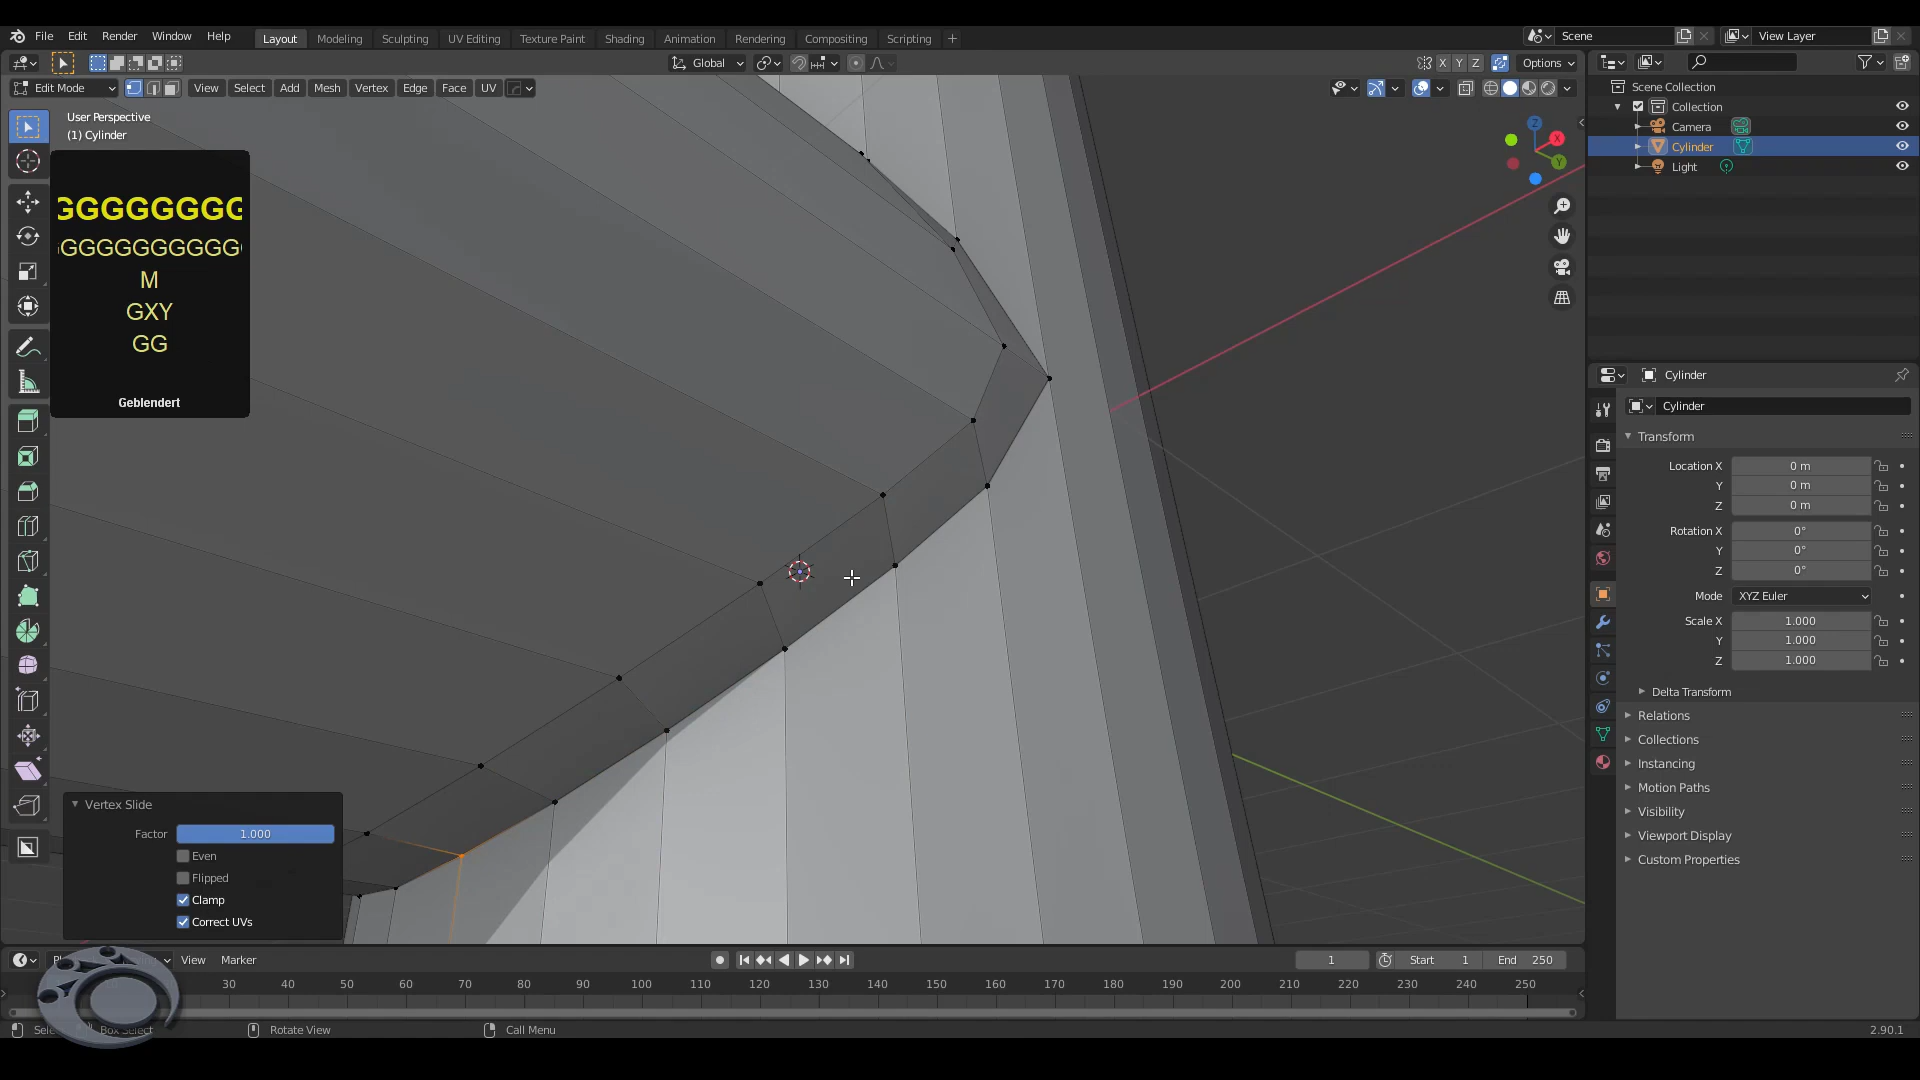 File Edit Render Window Help Layout Modeling Sculpting UV Editing Texture Paint Shading Animation Rendering Compositing Scripting + Scene View Layer
Global X Y Z Options
Edit Mode View Select Add Mesh Vertex Edge Face UV
User Perspective
(1) Cylinder
GGGGGGGG
GGGGGGGGGG
M
GXY
GG
Geblendert
X
Y
Z
Scene Collection
Collection
Camera
Cylinder
Light
Cylinder
Cylinder
Transform
Location X 0 m
Y 0 m
Z 0 m
Rotation X 0°
Y 0°
Z 0°
Mode XYZ Euler
Scale X 1.000
Y 1.000
Z 1.000
Delta Transform
Relations
Collections
Instancing
Motion Paths
Visibility
Viewport Display
Custom Properties
Vertex Slide
Factor 1.000
Even
Flipped
Clamp
Correct UVs
View Marker 1 Start 1 End 250
30 40 50 60 70 80 90 100 110 120 130 140 150 160 170 180 190 200 210 220 230 240 250
Box Select Rotate View Call Menu 2.90.1